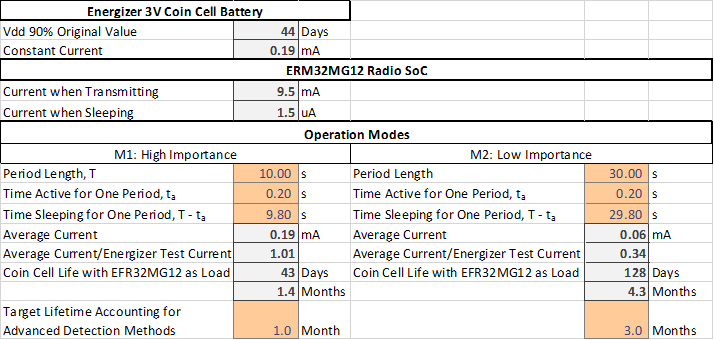 Energizer 3V Coin Cell Battery
Vdd 90% Original Value 44 Days
Constant Current 0.19 mA
ERM32MG12 Radio SoC
Current when Transmitting 9.5 mA
Current when Sleeping 1.5 uA
Operation Modes
M1: High Importance M2: Low Importance
Period Length, T 10.00 s Period Length 30.00 s
Time Active for One Period, tₐ 0.20 s Time Active for One Period, tₐ 0.20 s
Time Sleeping for One Period, T - tₐ 9.80 s Time Sleeping for One Period, T - tₐ 29.80 s
Average Current 0.19 mA Average Current 0.06 mA
Average Current/Energizer Test Current 1.01 Average Current/Energizer Test Current 0.34
Coin Cell Life with EFR32MG12 as Load 43 Days Coin Cell Life with EFR32MG12 as Load 128 Days
1.4 Months 4.3 Months
Target Lifetime Accounting for
Advanced Detection Methods 1.0 Month 3.0 Months